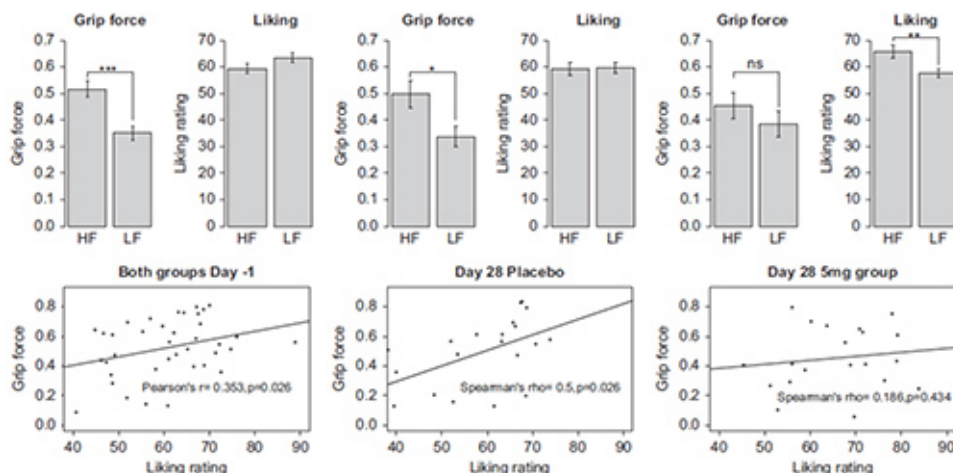 Grip force
Liking
Grip force
Liking
Grip force
Liking
0.7
0.6
0.5
0.4
0.3
0.2
0.1
0.0
Grip force
***
HF
LF
70
60
50
40
30
20
10
0
Liking rating
HF
LF
0.7
0.6
0.5
0.4
0.3
0.2
0.1
0.0
Grip force
*
HF
LF
70
60
50
40
30
20
10
0
Liking rating
HF
LF
0.7
0.6
0.5
0.4
0.3
0.2
0.1
0.0
Grip force
ns
HF
LF
70
60
50
40
30
20
10
0
Liking rating
**
HF
LF
Both groups Day -1
0.8
0.6
0.4
0.2
0.0
Grip force
Pearson's r= 0.353,p=0.026
40 50 60 70 80 90
Liking rating
Day 28 Placebo
0.8
0.6
0.4
0.2
0.0
Grip force
Spearman's rho= 0.5,p=0.026
40 50 60 70 80 90
Liking rating
Day 28 5mg group
0.8
0.6
0.4
0.2
0.0
Grip force
Spearman's rho= 0.186,p=0.434
40 50 60 70 80 90
Liking rating